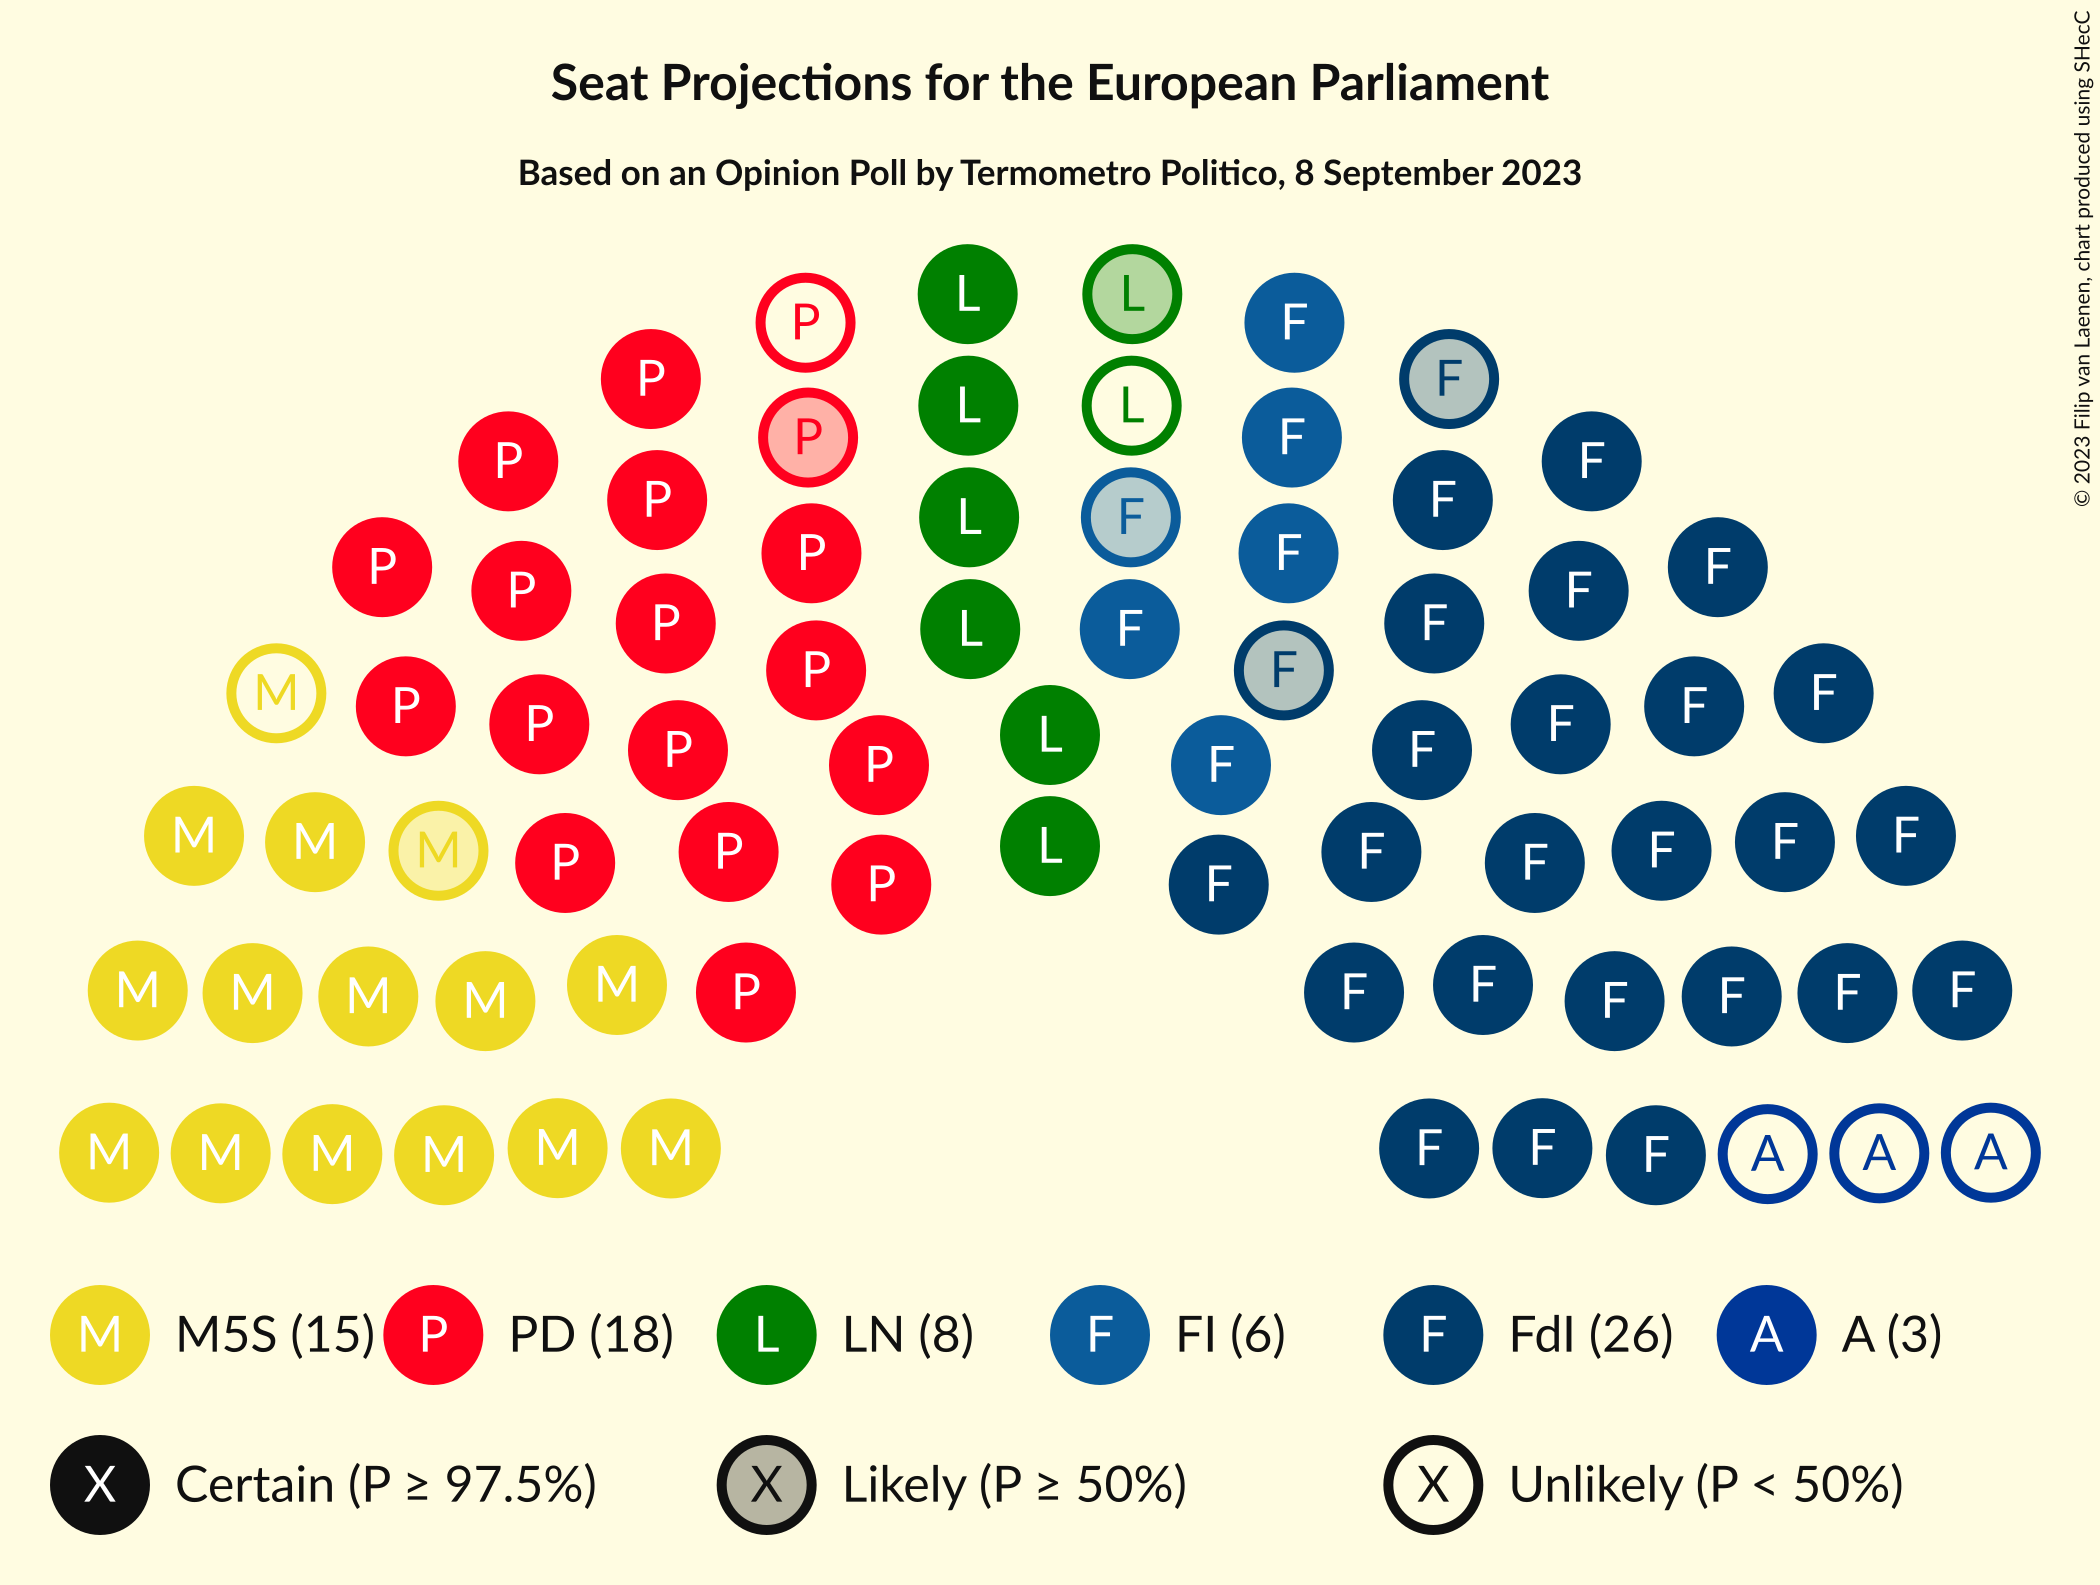 Seat Projections for the European Parliament
Based on an Opinion Poll by Termometro Politico, 8 September 2023
© 2023 Filip van Laenen, chart produced using SHecC
L L
P F
P F
L L
P F
P F
P F
L F
P F
P F
P F
M F
P F
P F
L F
P F
P F
M F
P F
P F
L
P F
M F
M F
M F
P F
P F
P F
M F
M F
M F
M F
M F
P F
M M M M M M F F F A A A
M M5S (15) P PD (18) L LN (8) F FI (6) F FdI (26) A A (3)
X Certain (P ≥ 97.5%) X Likely (P ≥ 50%) X Unlikely (P < 50%)